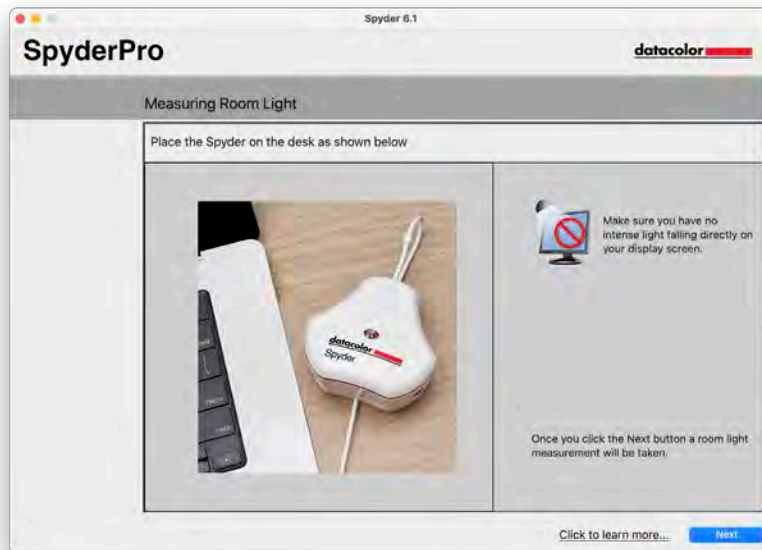 Spyder 6.1
SpyderPro
datacolor
Measuring Room Light
Place the Spyder on the desk as shown below
Make sure you have no
intense light falling directly on
your display screen.
datacolor
Spyder
Once you click the Next button a room light
measurement will be taken.
Click to learn more...
Next